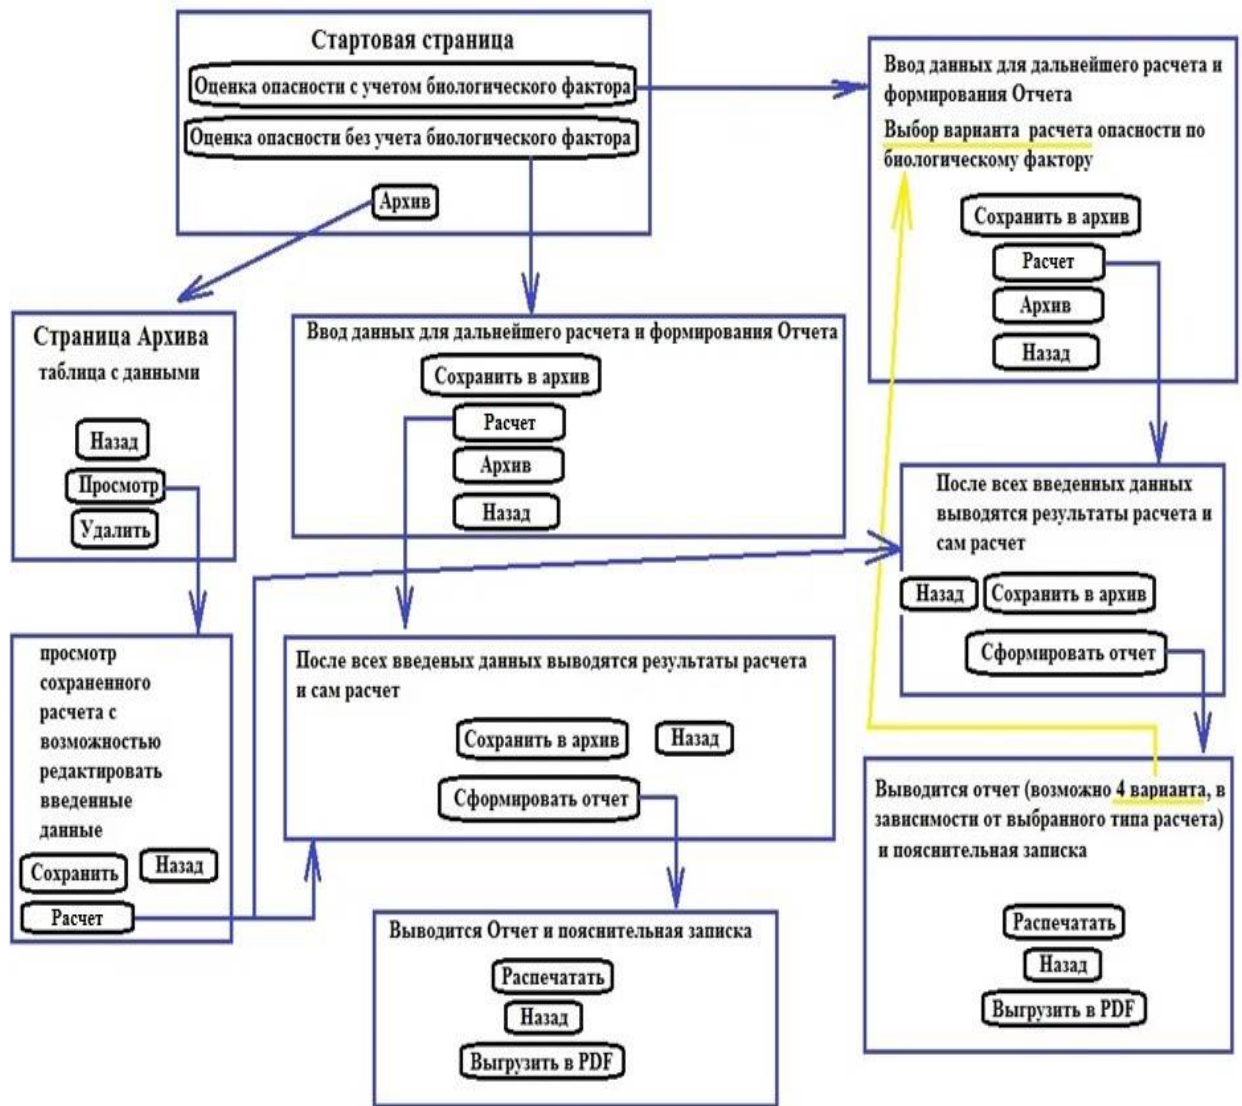 Стартовая страница
Оценка опасности с учетом биологического фактора
Оценка опасности без учета биологического фактора
Архив
Ввод данных для дальнейшего расчета и
формирования Отчета
Выбор варианта расчета опасности по
биологическому фактору
Сохранить в архив
Расчет
Архив
Назад
Страница Архива
таблица с данными
Назад
Просмотр
Удалить
Ввод данных для дальнейшего расчета и формирования Отчета
Сохранить в архив
Расчет
Архив
Назад
После всех введенных данных
выводятся результаты расчета и
сам расчет
Назад
Сохранить в архив
Сформировать отчет
просмотр
сохраненного
расчета с
возможностью
редактировать
введенные
данные
Сохранить
Назад
Расчет
После всех введеных данных выводятся результаты расчета
и сам расчет
Сохранить в архив
Назад
Сформировать отчет
Выводится отчет (возможно 4 варианта, в
зависимости от выбранного типа расчета)
и пояснительная записка
Распечатать
Назад
Выгрузить в PDF
Выводится Отчет и пояснительная записка
Распечатать
Назад
Выгрузить в PDF